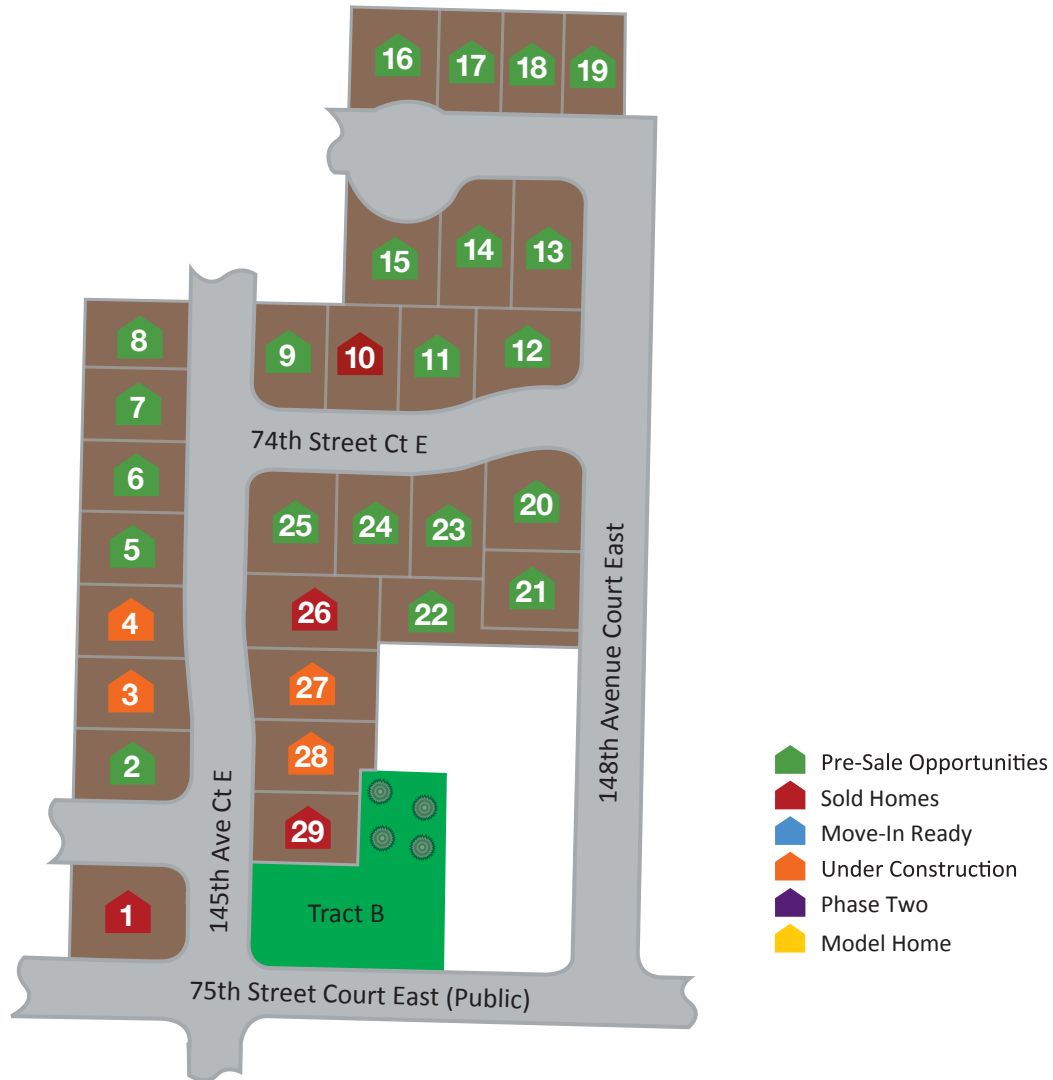 16
17
18
19
15
14
13
8
9
10
11
12
7
74th Street Ct E
6
25
24
23
20
5
4
26
22
21
3
27
2
28
29
1
145th Ave Ct E
Tract B
148th Avenue Court East
75th Street Court East (Public)
Pre-Sale Opportunities
Sold Homes
Move-In Ready
Under Construction
Phase Two
Model Home